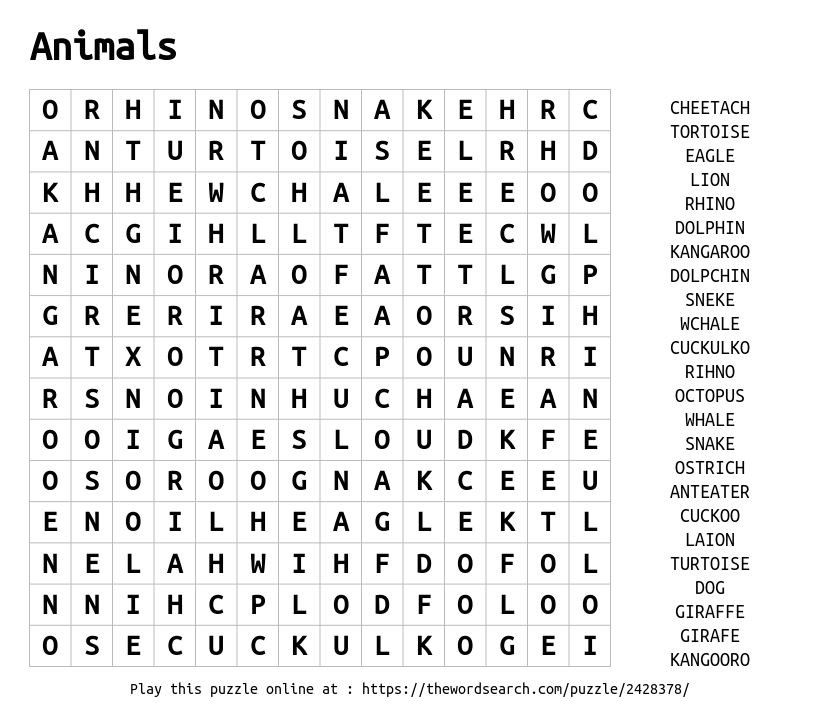 Animals
O R H I N O S N A K E H R C
A N T U R T O I S E L R H D
K H H E W C H A L E E E O O
A C G I H L L T F T E C W L
N I N O R A O F A T T L G P
G R E R I R A E A O R S I H
A T X O T R T C P O U N R I
R S N O I N H U C H A E A N
O O I G A E S L O U D K F E
O S O R O O G N A K C E E U
E N O I L H E A G L E K T L
N E L A H W I H F D O F O L
N N I H C P L O D F O L O O
O S E C U C K U L K O G E I
CHEETACH
TORTOISE
EAGLE
LION
RHINO
DOLPHIN
KANGAROO
DOLPCHIN
SNEKE
WCHALE
CUCKULKO
RIHNO
OCTOPUS
WHALE
SNAKE
OSTRICH
ANTEATER
CUCKOO
LAION
TURTOISE
DOG
GIRAFFE
GIRAFE
KANGOORO
Play this puzzle online at : https://thewordsearch.com/puzzle/2428378/